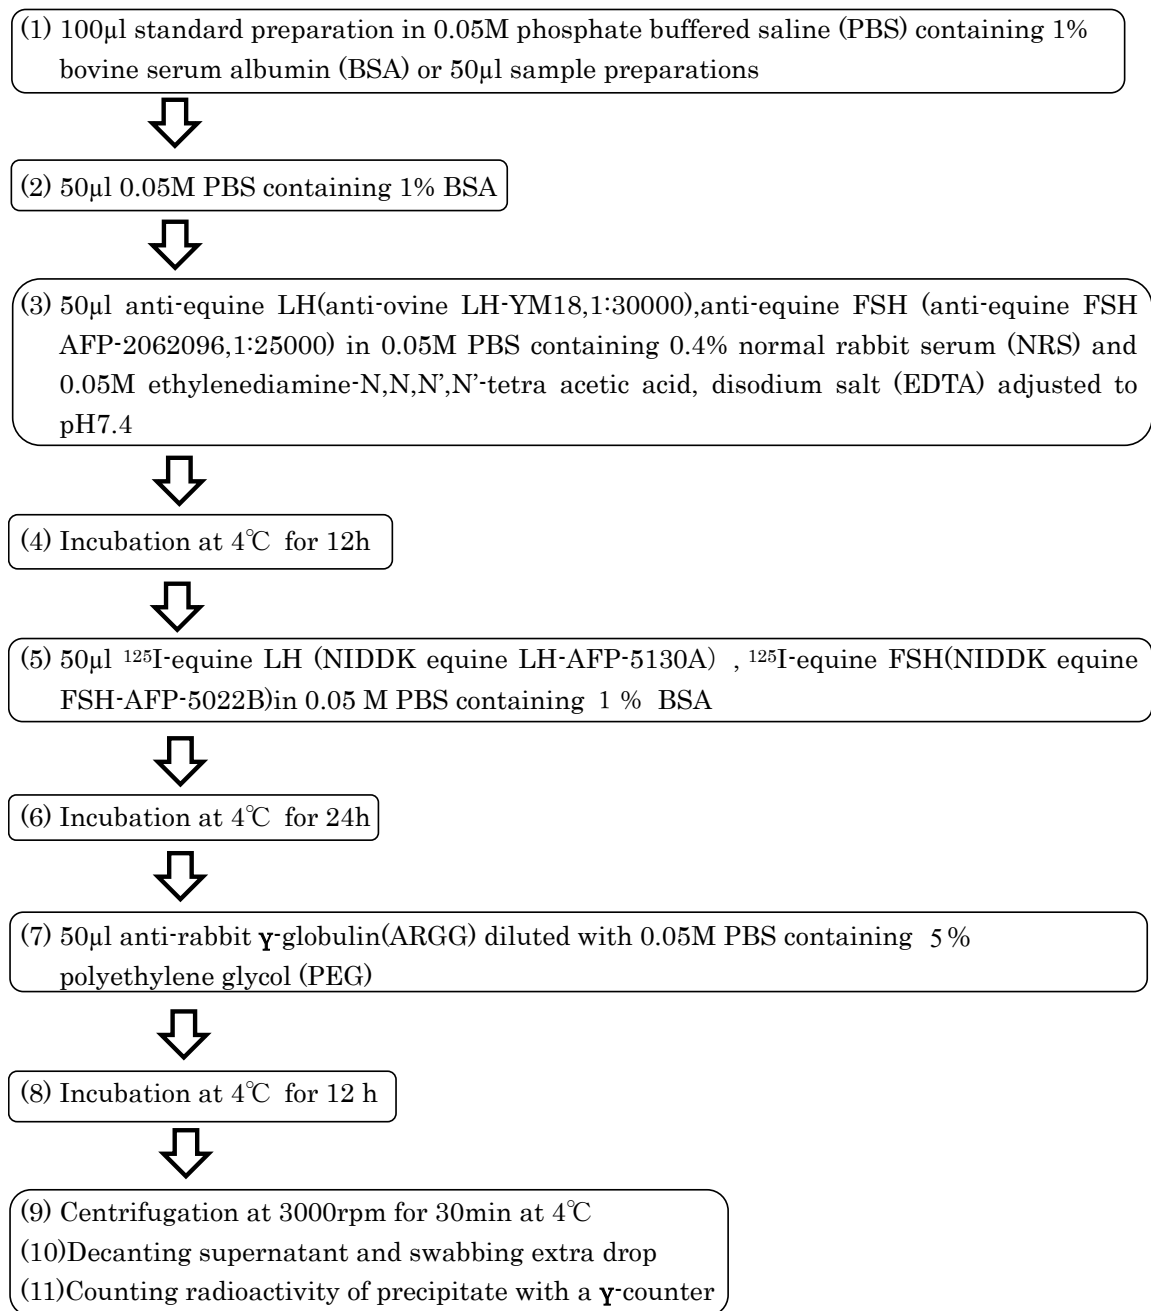 (1) 100µl standard preparation in 0.05M phosphate buffered saline (PBS) containing 1%
bovine serum albumin (BSA) or 50µl sample preparations
(2) 50µl 0.05M PBS containing 1% BSA
(3) 50µl anti-equine LH(anti-ovine LH-YM18,1:30000),anti-equine FSH (anti-equine FSH
AFP-2062096,1:25000) in 0.05M PBS containing 0.4% normal rabbit serum (NRS) and
0.05M ethylenediamine-N,N,N’,N’-tetra acetic acid, disodium salt (EDTA) adjusted to
pH7.4
(4) Incubation at 4℃ for 12h
(5) 50µl ¹²⁵I-equine LH (NIDDK equine LH-AFP-5130A) , ¹²⁵I-equine FSH(NIDDK equine
FSH-AFP-5022B)in 0.05 M PBS containing 1 % BSA
(6) Incubation at 4℃ for 24h
(7) 50µl anti-rabbit γ-globulin(ARGG) diluted with 0.05M PBS containing 5%
polyethylene glycol (PEG)
(8) Incubation at 4℃ for 12 h
(9) Centrifugation at 3000rpm for 30min at 4℃
(10)Decanting supernatant and swabbing extra drop
(11)Counting radioactivity of precipitate with a γ-counter